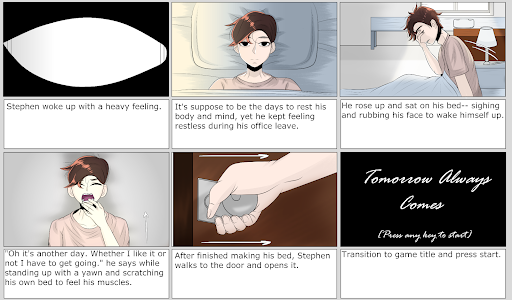 Stephen woke up with a heavy feeling.
It's suppose to be the days to rest his
body and mind, yet he kept feeling
restless during his office leave.
He rose up and sat on his bed-- sighing
and rubbing his face to wake himself up.
"Oh it's another day. Whether I like it or
not I have to get going." he says while
standing up with a yawn and scratching
his own bed to feel his muscles.
After finished making his bed, Stephen
walks to the door and opens it.
Tomorrow Always
Comes
[Press any key to start]
Transition to game title and press start.